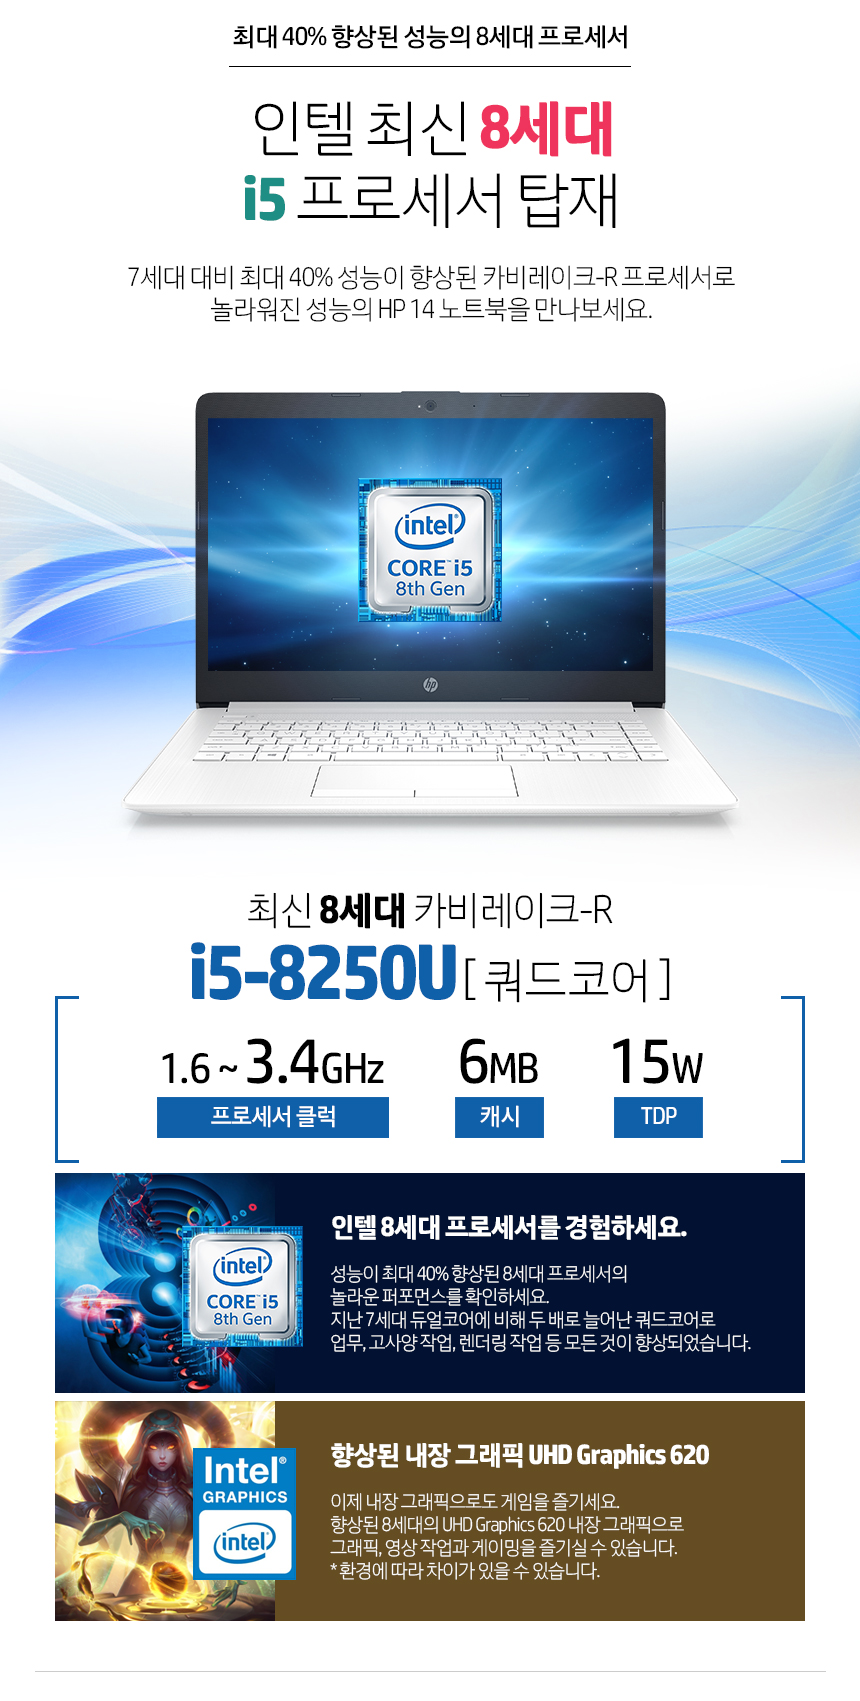 최대 40% 향상된 성능의 8세대 프로세서
인텔 최신 8세대
i5 프로세서 탑재
7세대 대비 최대 40% 성능이 향상된 카비레이크-R 프로세서로
놀라워진 성능의 HP 14 노트북을 만나보세요.
intel
CORE™ i5
8th Gen
hp
최신 8세대 카비레이크-R
i5-8250U [ 쿼드코어 ]
1.6 ~ 3.4GHz 6MB 15W
프로세서 클럭 캐시 TDP
인텔 8세대 프로세서를 경험하세요.
intel
CORE™ i5
8th Gen
성능이 최대 40% 향상된 8세대 프로세서의
놀라운 퍼포먼스를 확인하세요.
지난 7세대 듀얼코어에 비해 두 배로 늘어난 쿼드코어로
업무, 고사양 작업, 렌더링 작업 등 모든 것이 향상되었습니다.
향상된 내장 그래픽 UHD Graphics 620
Intel®
GRAPHICS
intel
이제 내장 그래픽으로도 게임을 즐기세요.
향상된 8세대의 UHD Graphics 620 내장 그래픽으로
그래픽, 영상 작업과 게이밍을 즐기실 수 있습니다.
* 환경에 따라 차이가 있을 수 있습니다.